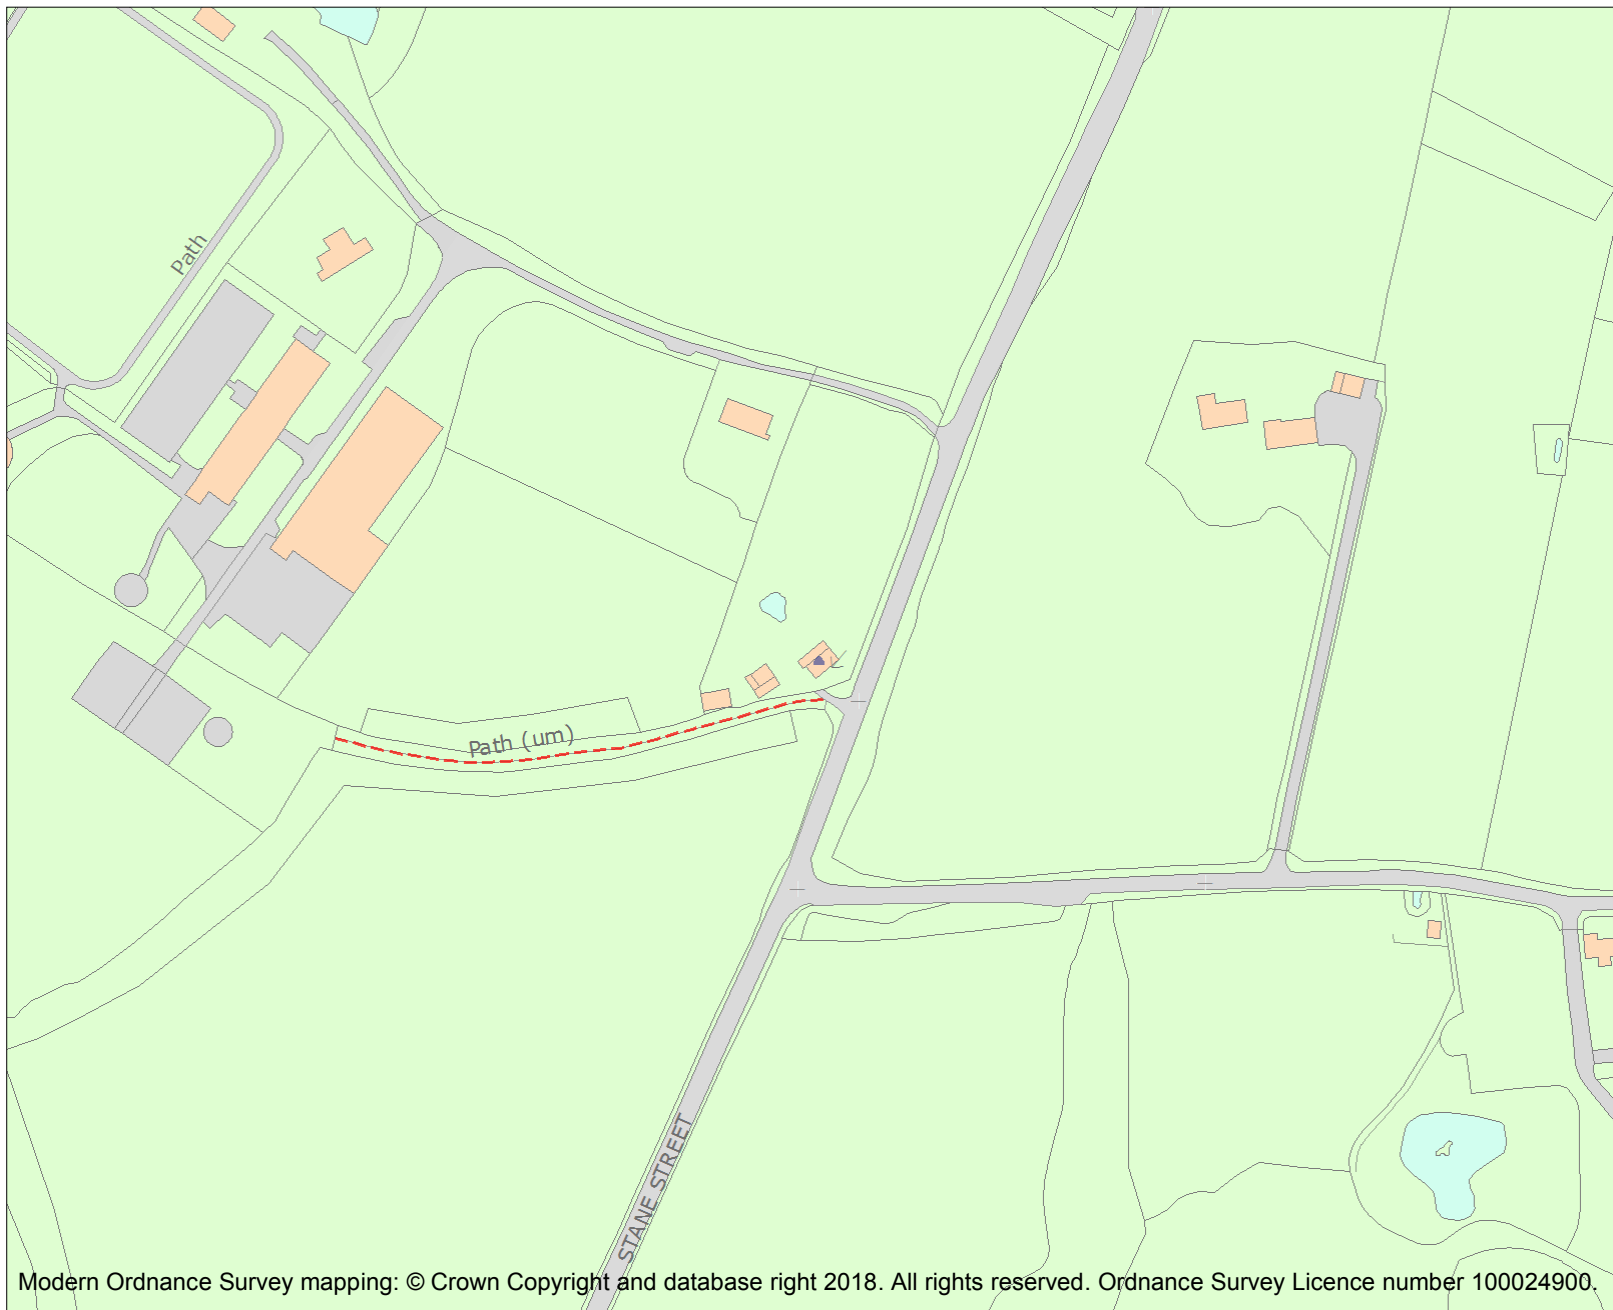 Path
Path (um)
STANE STREET
Modern Ordnance Survey mapping: © Crown Copyright and database right 2018. All rights reserved. Ordnance Survey Licence number 100024900.